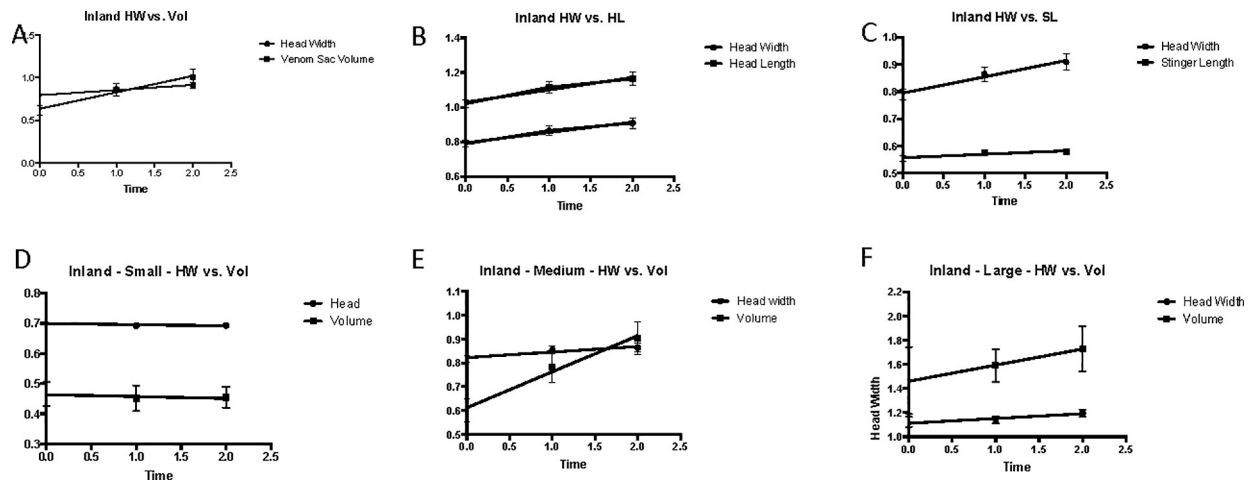 A
Inland HW vs. Vol
Head Width
Venom Sac Volume
1.5
1.0
0.5
0.0
0.0 0.5 1.0 1.5 2.0 2.5
Time
B
Inland HW vs. HL
Head Width
Head Length
1.4
1.2
1.0
0.8
0.6
0.0 0.5 1.0 1.5 2.0 2.5
Time
C
Inland HW vs. SL
Head Width
Stinger Length
1.0
0.9
0.8
0.7
0.6
0.5
0.0 0.5 1.0 1.5 2.0 2.5
Time
D
Inland - Small - HW vs. Vol
Head
Volume
0.8
0.7
0.6
0.5
0.4
0.3
0.0 0.5 1.0 1.5 2.0 2.5
Time
E
Inland - Medium - HW vs. Vol
Head width
Volume
1.1
1.0
0.9
0.8
0.7
0.6
0.5
0.0 0.5 1.0 1.5 2.0 2.5
Time
F
Inland - Large - HW vs. Vol
Head Width
Volume
2.2
2.0
1.8
1.6
1.4
1.2
1.0
Head Width
0.0 0.5 1.0 1.5 2.0 2.5
Time